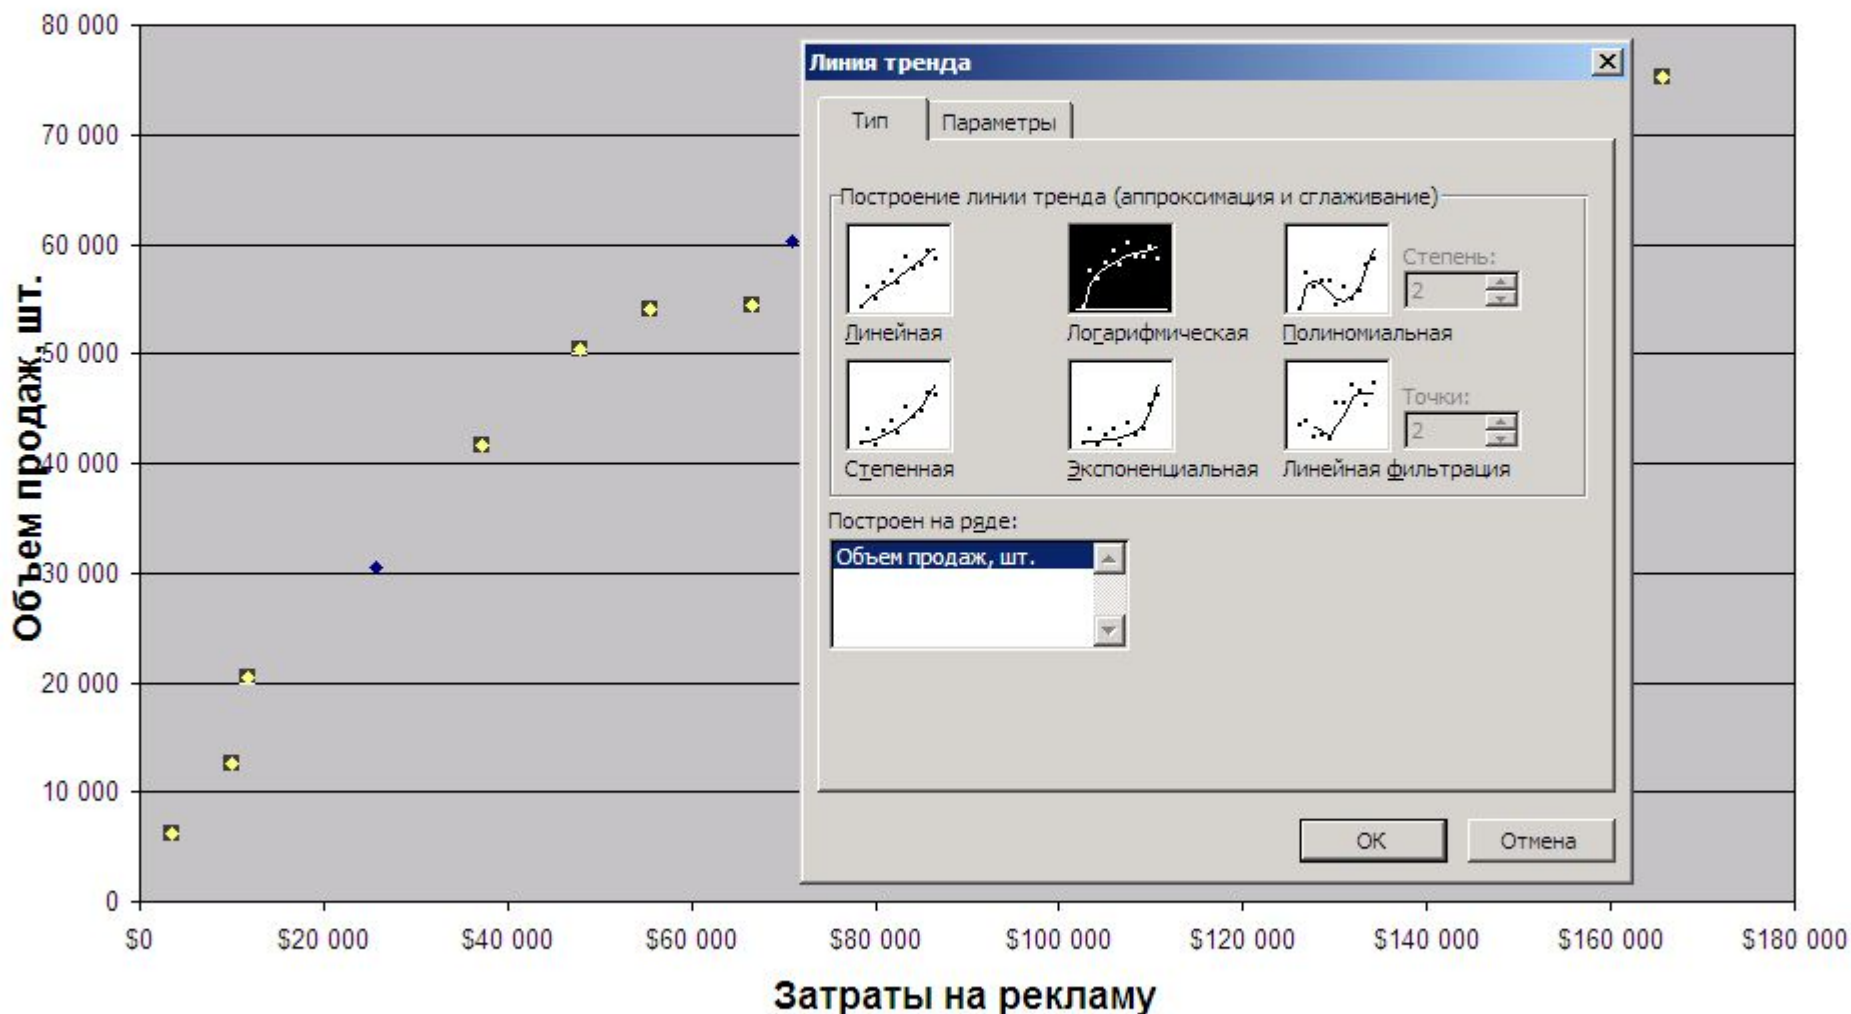 80 000
70 000
60 000
50 000
40 000
30 000
20 000
10 000
0
Объем продаж, шт.
Линия тренда
Тип
Параметры
Построение линии тренда (аппроксимация и сглаживание)
Линейная
Логарифмическая
Полиномиальная
Степень:
2
Степенная
Экспоненциальная
Линейная фильтрация
Точки:
2
Построен на ряде:
Объем продаж, шт.
ОК
Отмена
$0 $20 000 $40 000 $60 000 $80 000 $100 000 $120 000 $140 000 $160 000 $180 000
Затраты на рекламу